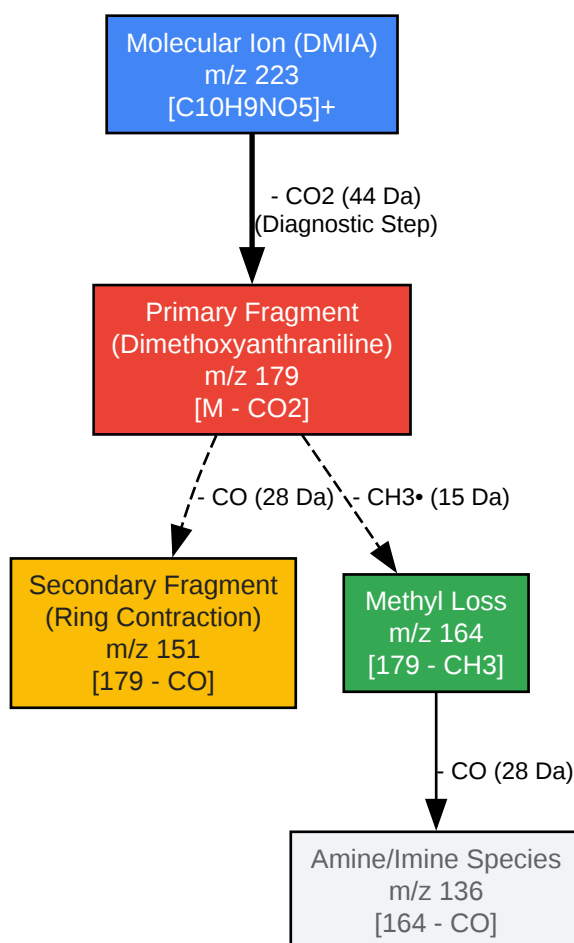 Molecular Ion (DMIA)
m/z 223
[C10H9NO5]+
- CO2 (44 Da)
(Diagnostic Step)
Primary Fragment
(Dimethoxyanthraniline)
m/z 179
[M - CO2]
- CO (28 Da)
- CH3• (15 Da)
Secondary Fragment
(Ring Contraction)
m/z 151
[179 - CO]
Methyl Loss
m/z 164
[179 - CH3]
- CO (28 Da)
Amine/Imine Species
m/z 136
[164 - CO]